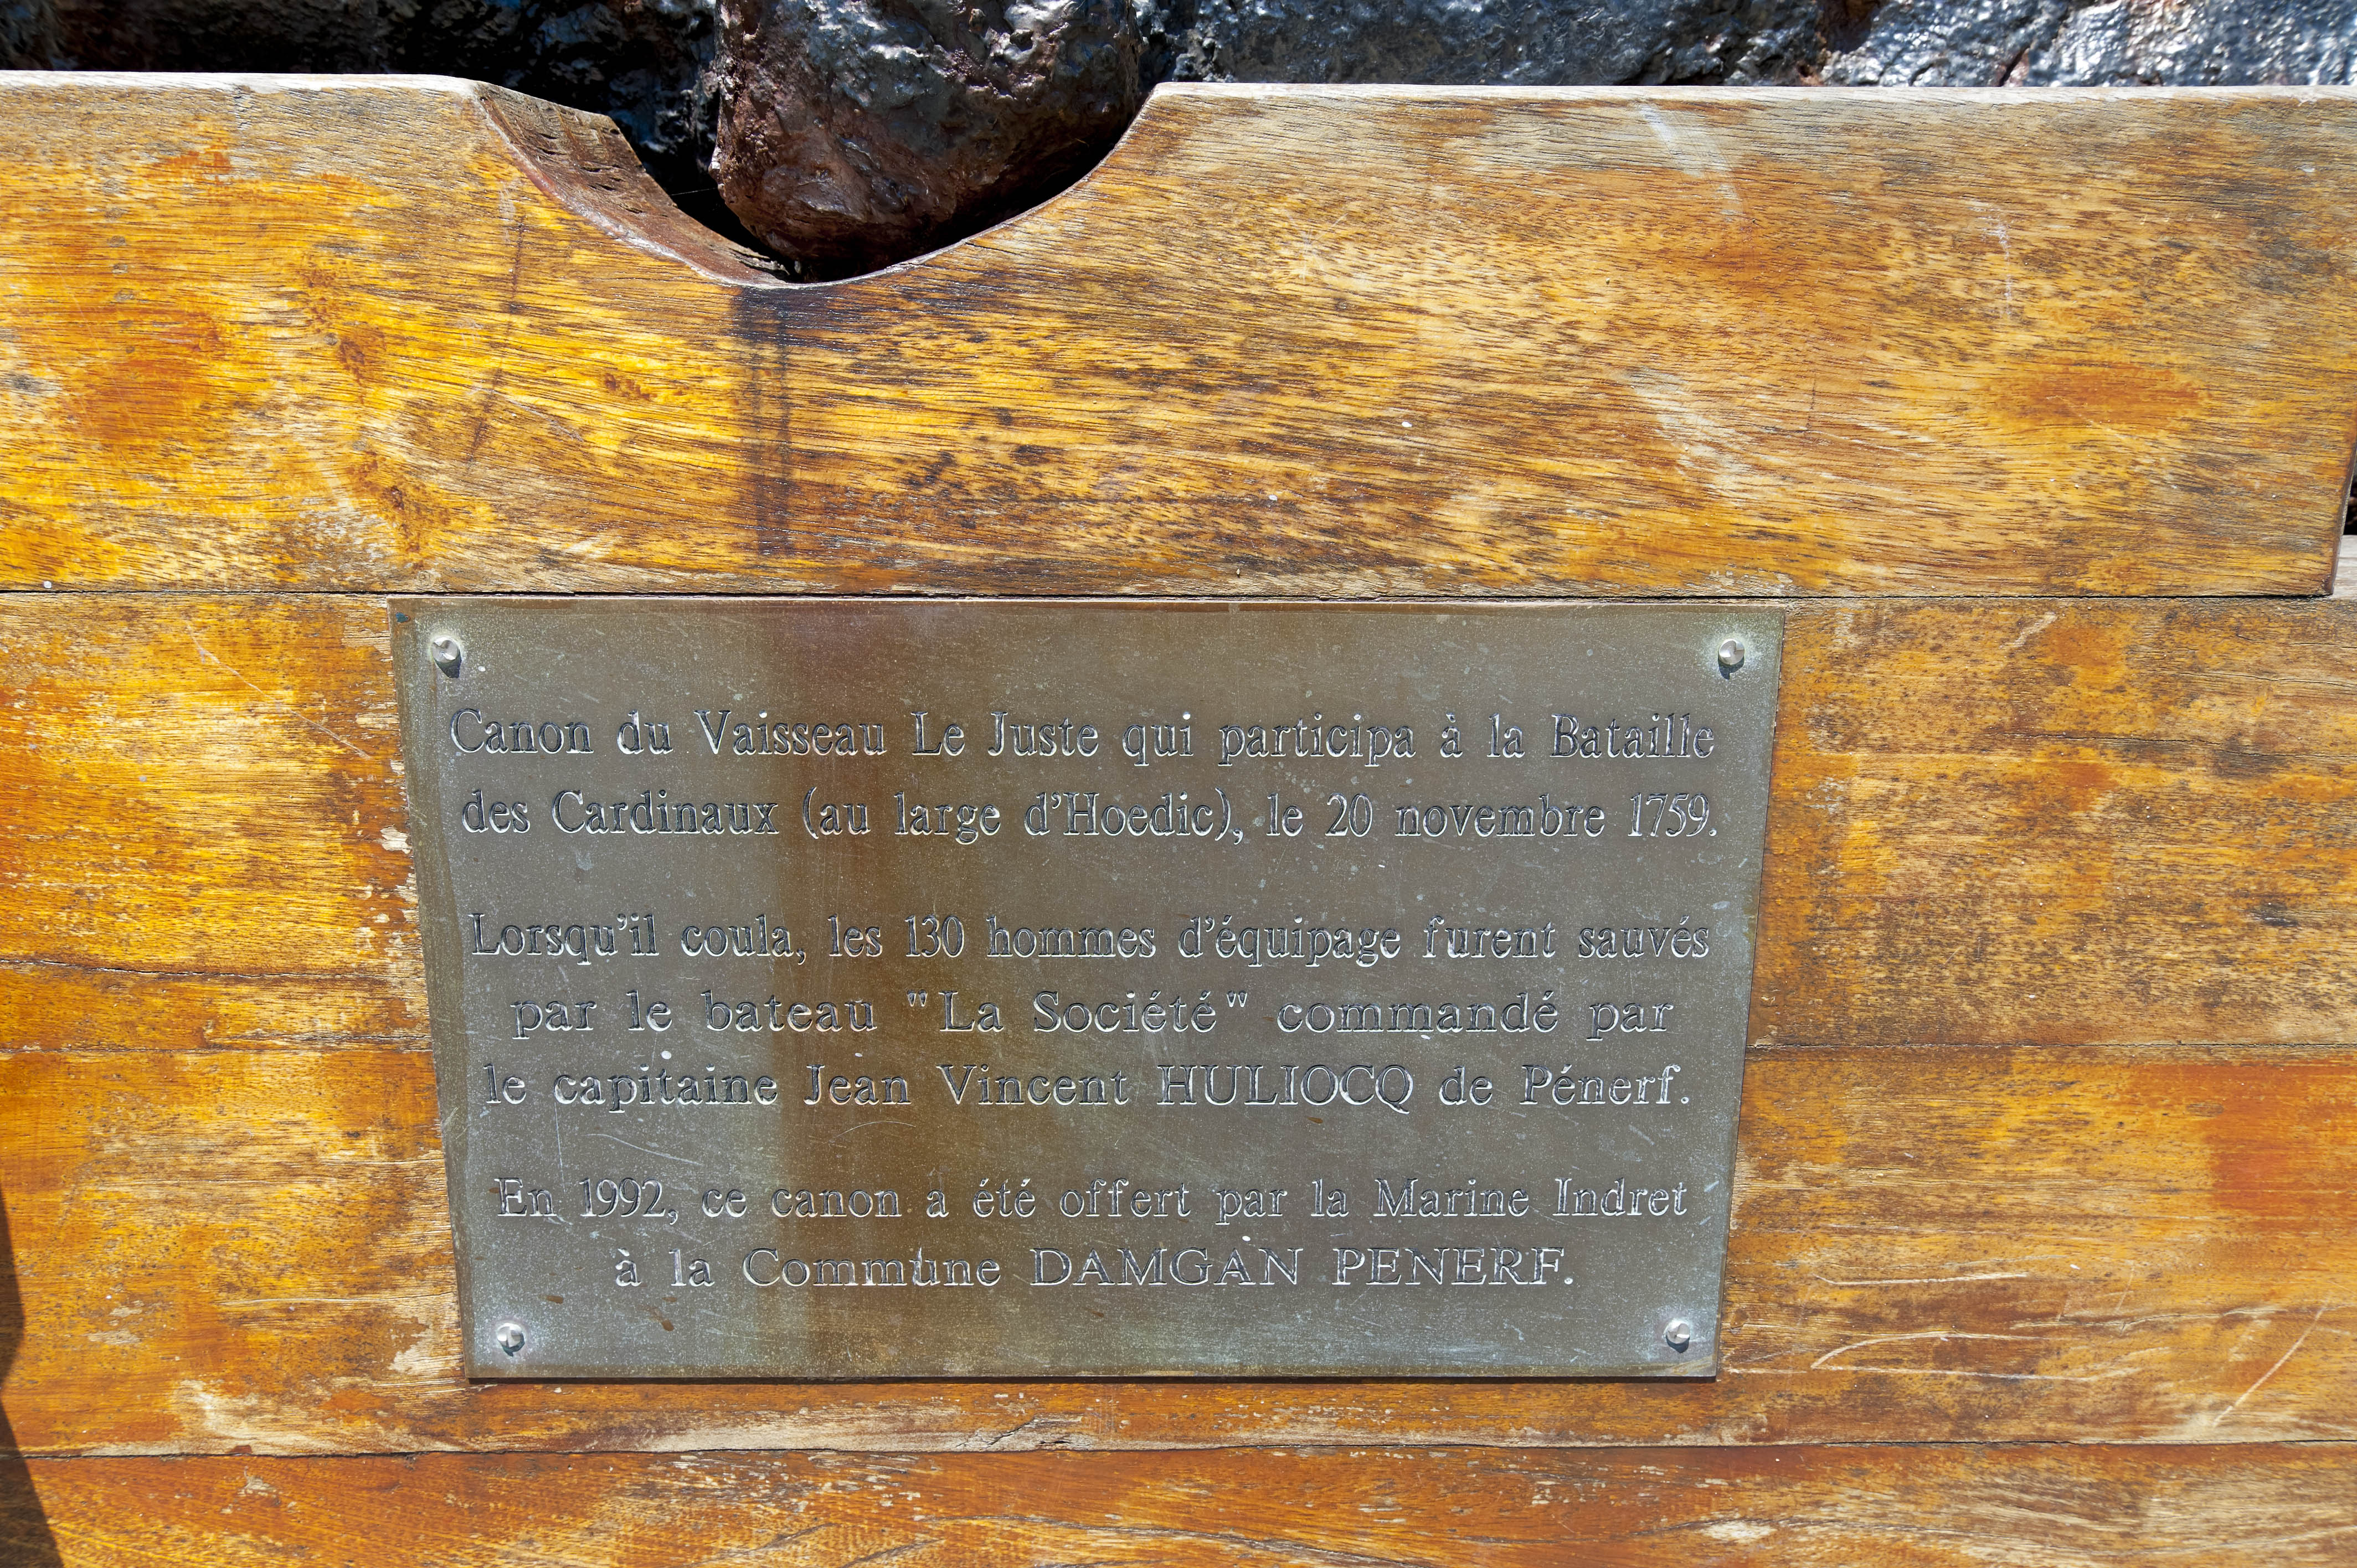 Canon du Vaisseau Le Juste qui participa à la Bataille
des Cardinaux (au large d'Hoedic), le 20 novembre 1759.
Lorsqu'il coula, les 130 hommes d'équipage furent sauvés
par le bateau "La Société" commandé par
le capitaine Jean Vincent HULIOCQ de Pénerf.
En 1992, ce canon a été offert par la Marine Indret
à la Commune DAMGAN PENERF.